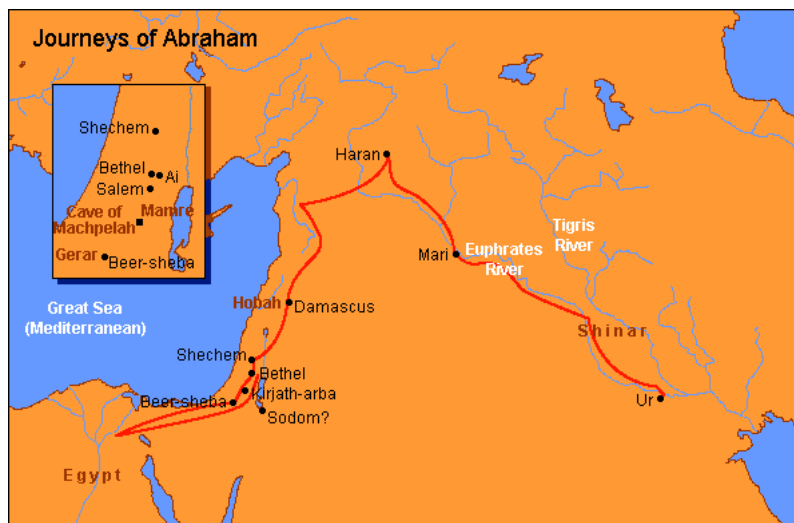 Journeys of Abraham
Shechem
Bethel
Ai
Salem
Cave of
Machpelah
Mamre
Gerar
Beer-sheba
Haran
Mari
Euphrates
River
Tigris
River
Great Sea
(Mediterranean)
Hobah
Damascus
Shinar
Shechem
Bethel
Kirjath-arba
Beer-sheba
Sodom?
Ur
Egypt